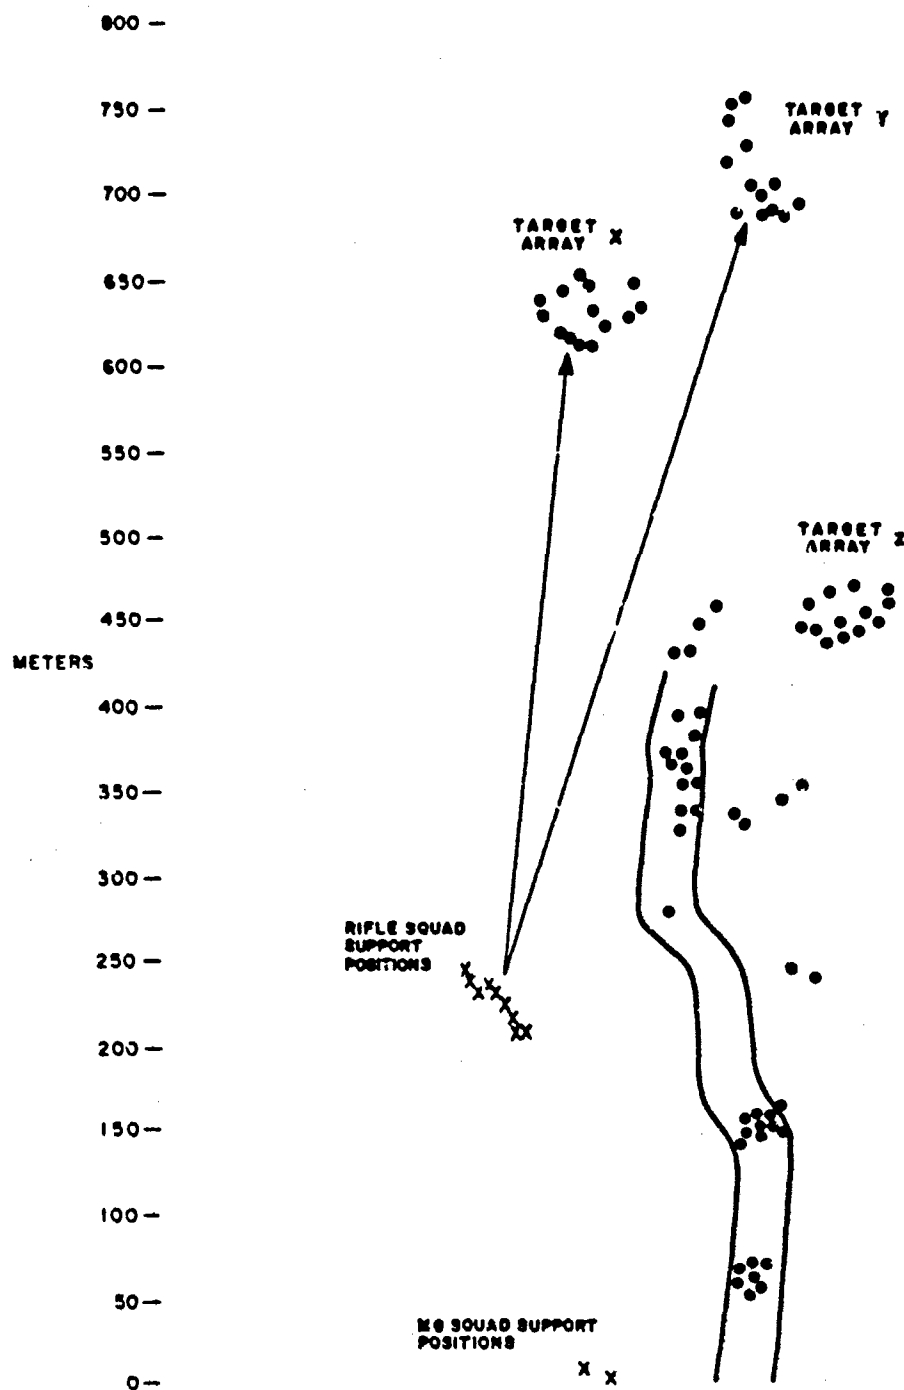 800
750
TARGET
ARRAY Y
700
TARGET
ARRAY X
650
600
550
500
TARGET
ARRAY Z
450
METERS
400
350
300
RIFLE SQUAD
SUPPORT
POSITIONS
250
200
150
100
50
MG SQUAD SUPPORT
POSITIONS
0